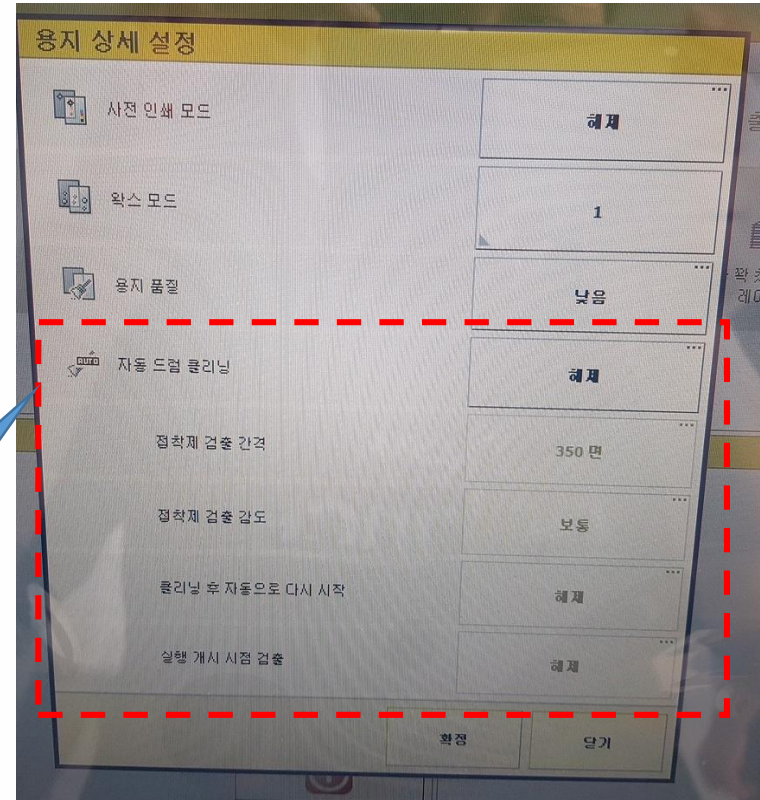 용지 상세 설정
사전 인쇄 모드
해제
왁스 모드
1
용지 품질
낮음
AUTO
자동 드럼 클리닝
해제
접착제 검출 간격
350 면
접착제 검출 감도
보통
클리닝 후 자동으로 다시 시작
해제
실행 개시 시점 검출
해제
확정
닫기